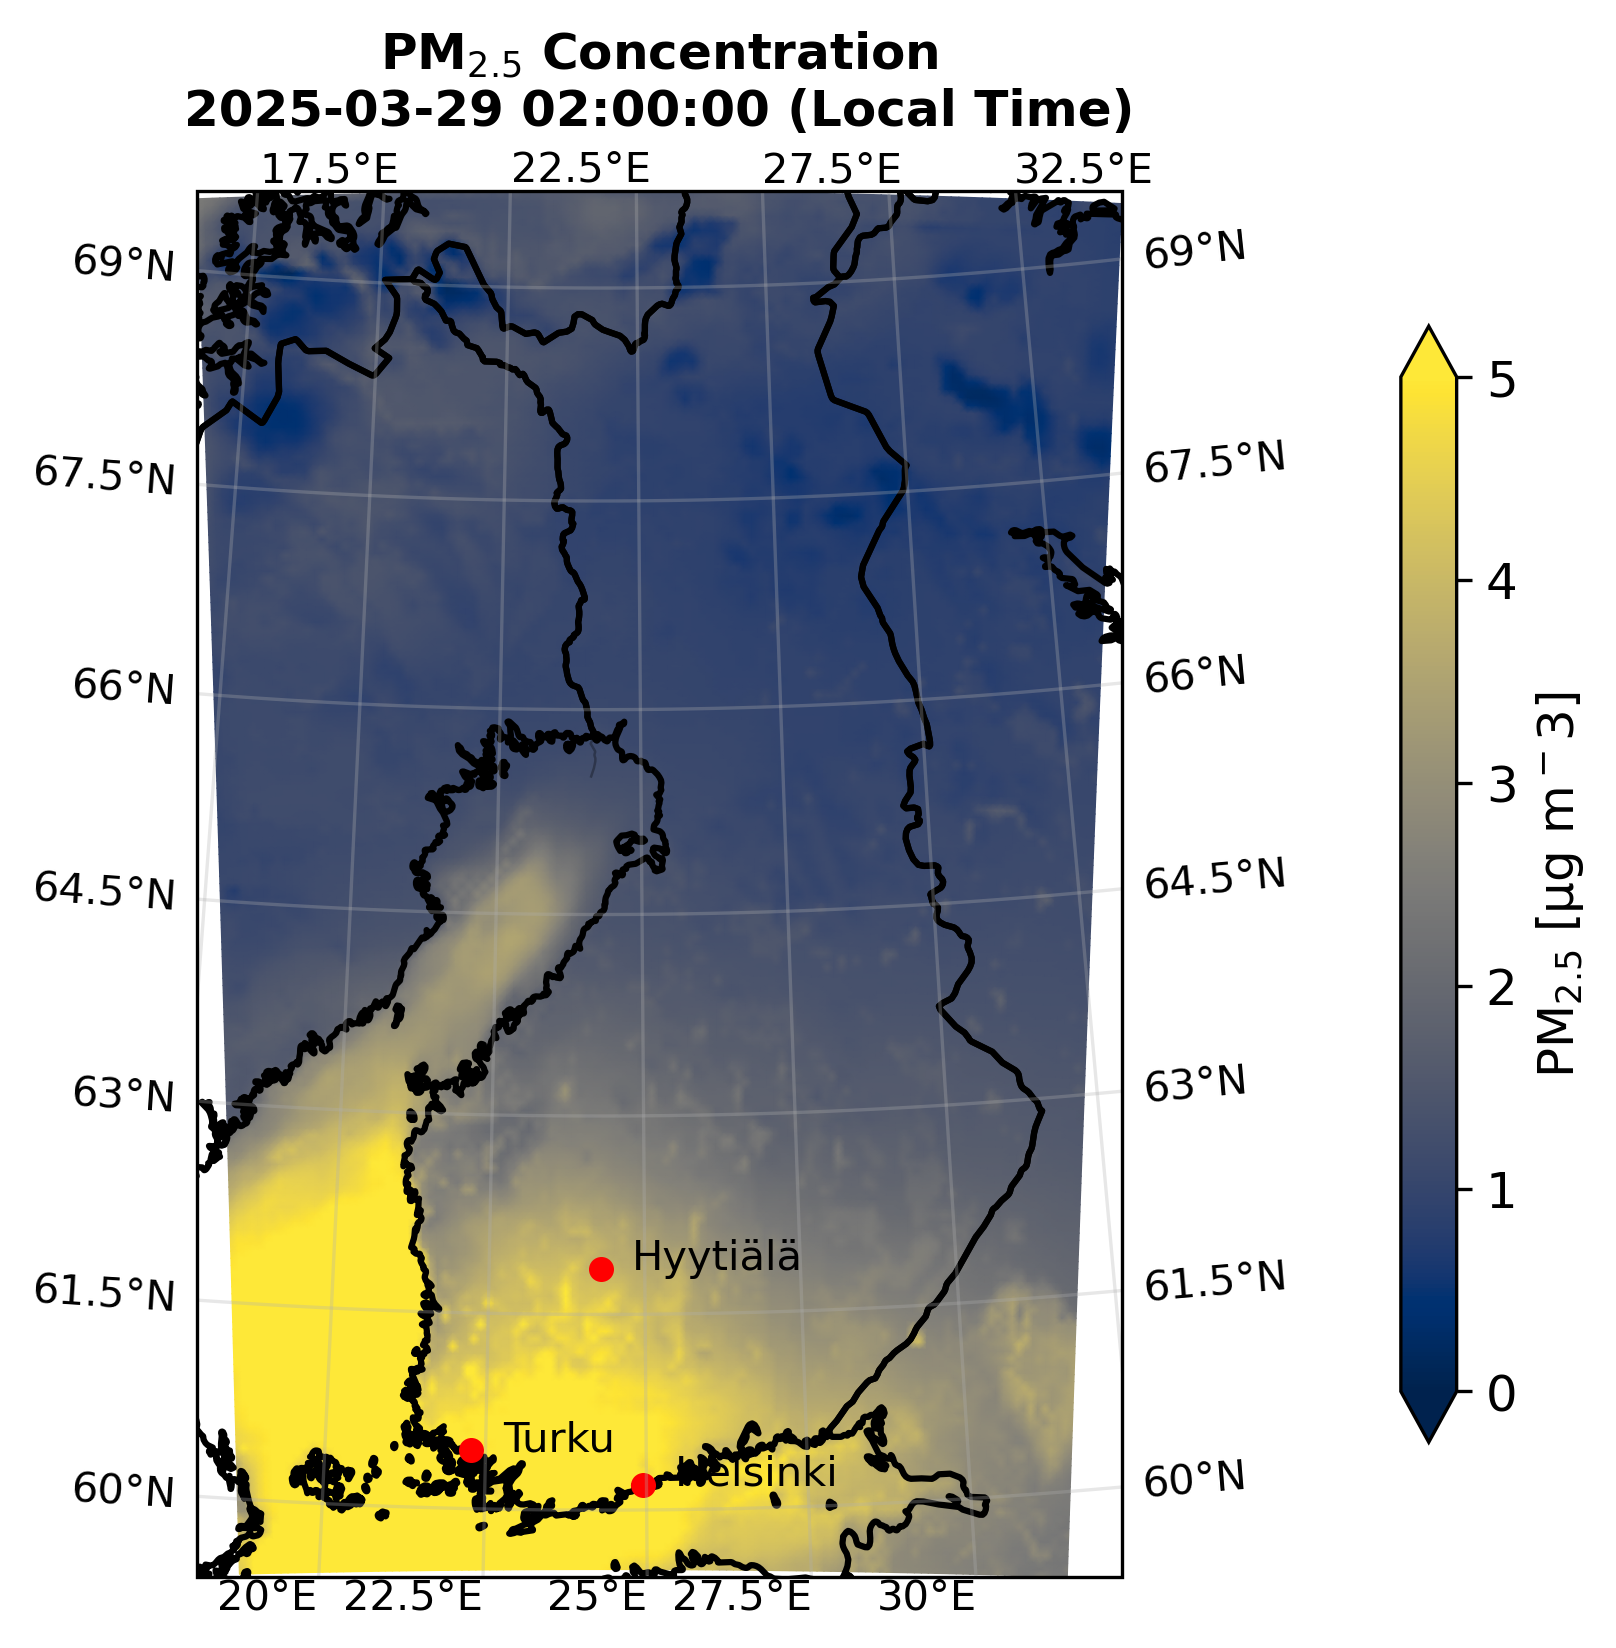 PM2.5 Concentration
2025-03-29 02:00:00 (Local Time)
17.5°E 22.5°E 27.5°E 32.5°E
69°N 69°N
67.5°N 67.5°N
66°N 66°N
64.5°N 64.5°N
63°N 63°N
61.5°N 61.5°N
60°N 60°N
Hyytiälä
Turku
Helsinki
20°E 22.5°E 25°E 27.5°E 30°E
5
4
3
2
1
0
PM2.5 [µg m−3]